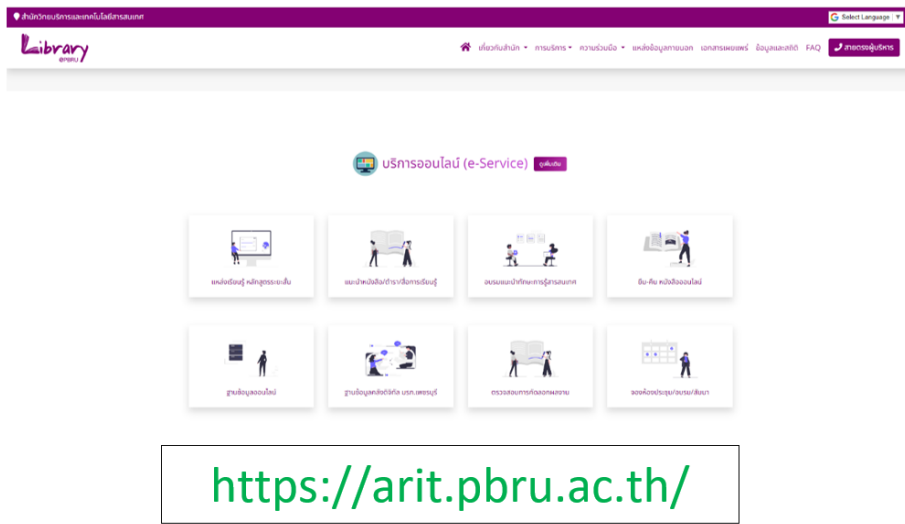 สำนักวิทยบริการและเทคโนโลยีสารสนเทศ
Select Language ▼
Library
@PBRU
เกี่ยวกับสำนัก การบริการ ความร่วมมือ แหล่งข้อมูลภายนอก เอกสารเผยแพร่ ข้อมูลและสถิติ FAQ สายตรงผู้บริหาร
บริการออนไลน์ (e-Service) ดูเพิ่มเติม
แหล่งเรียนรู้ หลักสูตรระยะสั้น
แนะนำหนังสือ/ตำรา/สื่อการเรียนรู้
อบรมแนะนำทักษะการรู้สารสนเทศ
ยืม-คืน หนังสือออนไลน์
ฐานข้อมูลออนไลน์
ฐานข้อมูลคลังดิจิทัล มรภ.เพชรบุรี
ตรวจสอบการคัดลอกผลงาน
จองห้องประชุม/อบรม/สัมมนา
https://arit.pbru.ac.th/